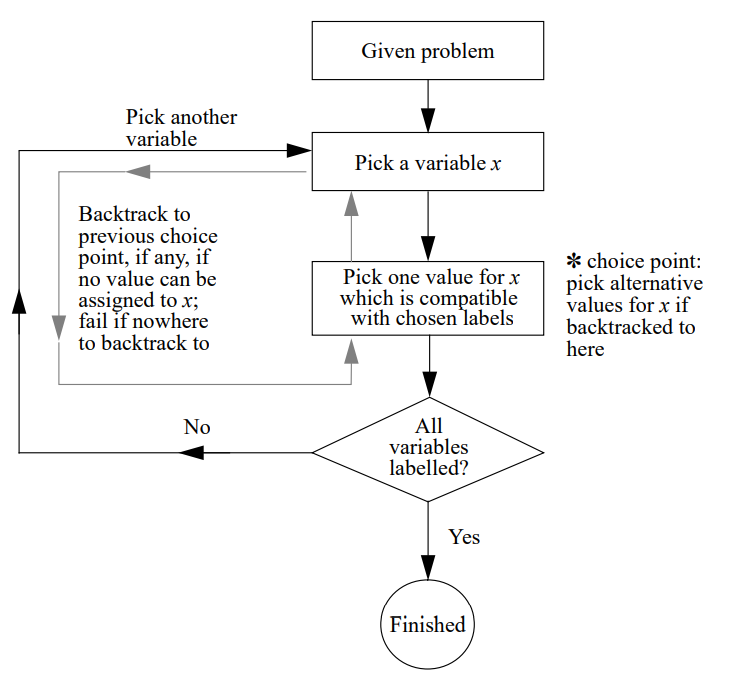 Given problem
Pick another
variable
Pick a variable x
Backtrack to
previous choice
point, if any, if
no value can be
assigned to x;
fail if nowhere
to backtrack to
Pick one value for x
which is compatible
with chosen labels
✻ choice point:
pick alternative
values for x if
backtracked to
here
All
variables
labelled?
No
Yes
Finished